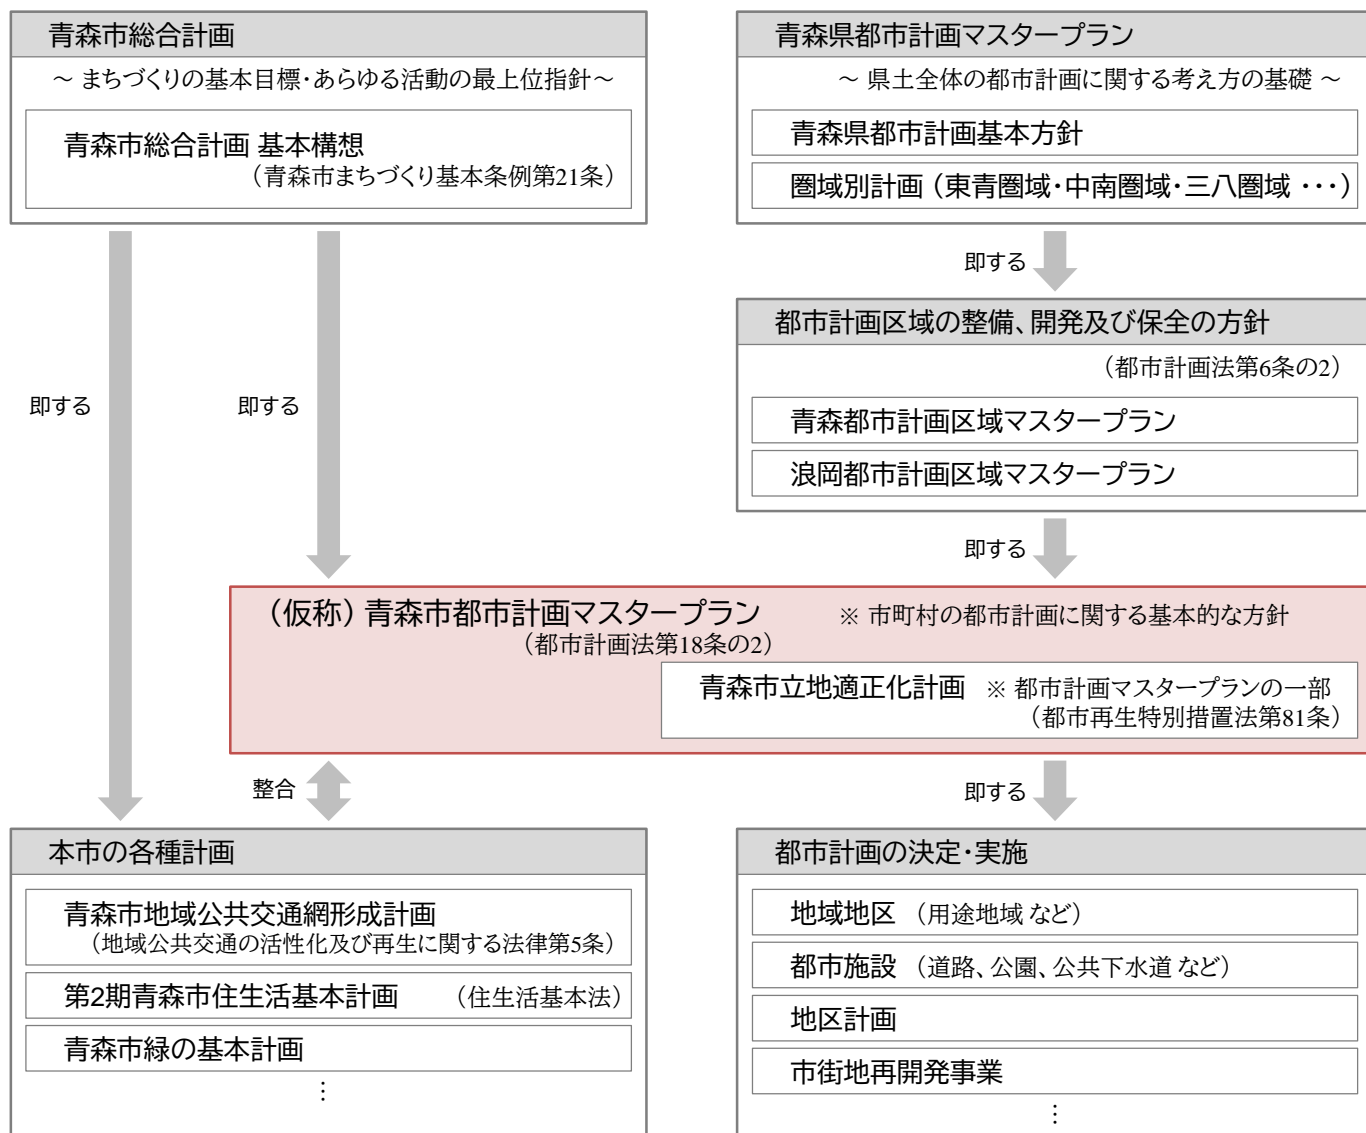 青森市総合計画
～ まちづくりの基本目標・あらゆる活動の最上位指針～
青森市総合計画 基本構想
（青森市まちづくり基本条例第21条）
青森県都市計画マスタープラン
～ 県土全体の都市計画に関する考え方の基礎 ～
青森県都市計画基本方針
圏域別計画（東青圏域・中南圏域・三八圏域 ・・・）
即する
都市計画区域の整備、開発及び保全の方針
（都市計画法第6条の2）
青森都市計画区域マスタープラン
浪岡都市計画区域マスタープラン
即する
即する
即する
（仮称）青森市都市計画マスタープラン ※ 市町村の都市計画に関する基本的な方針
（都市計画法第18条の2）
青森市立地適正化計画 ※ 都市計画マスタープランの一部
（都市再生特別措置法第81条）
整合
即する
本市の各種計画
青森市地域公共交通網形成計画
（地域公共交通の活性化及び再生に関する法律第5条）
第2期青森市住生活基本計画 （住生活基本法）
青森市緑の基本計画
⋮
都市計画の決定・実施
地域地区 （用途地域 など）
都市施設 （道路、公園、公共下水道 など）
地区計画
市街地再開発事業
⋮